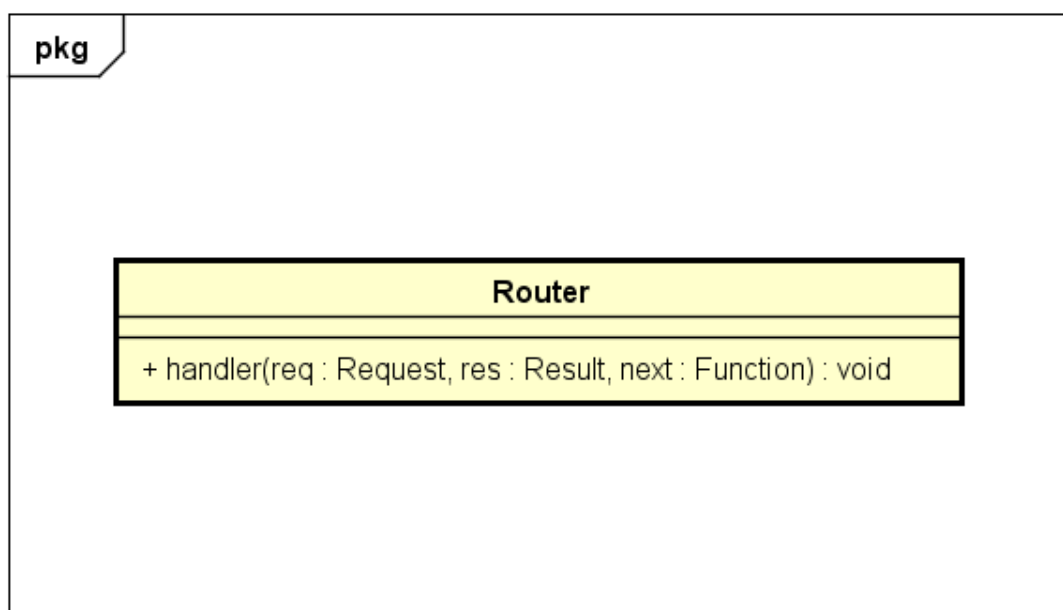 pkg
Router
+ handler(req : Request, res : Result, next : Function) : void